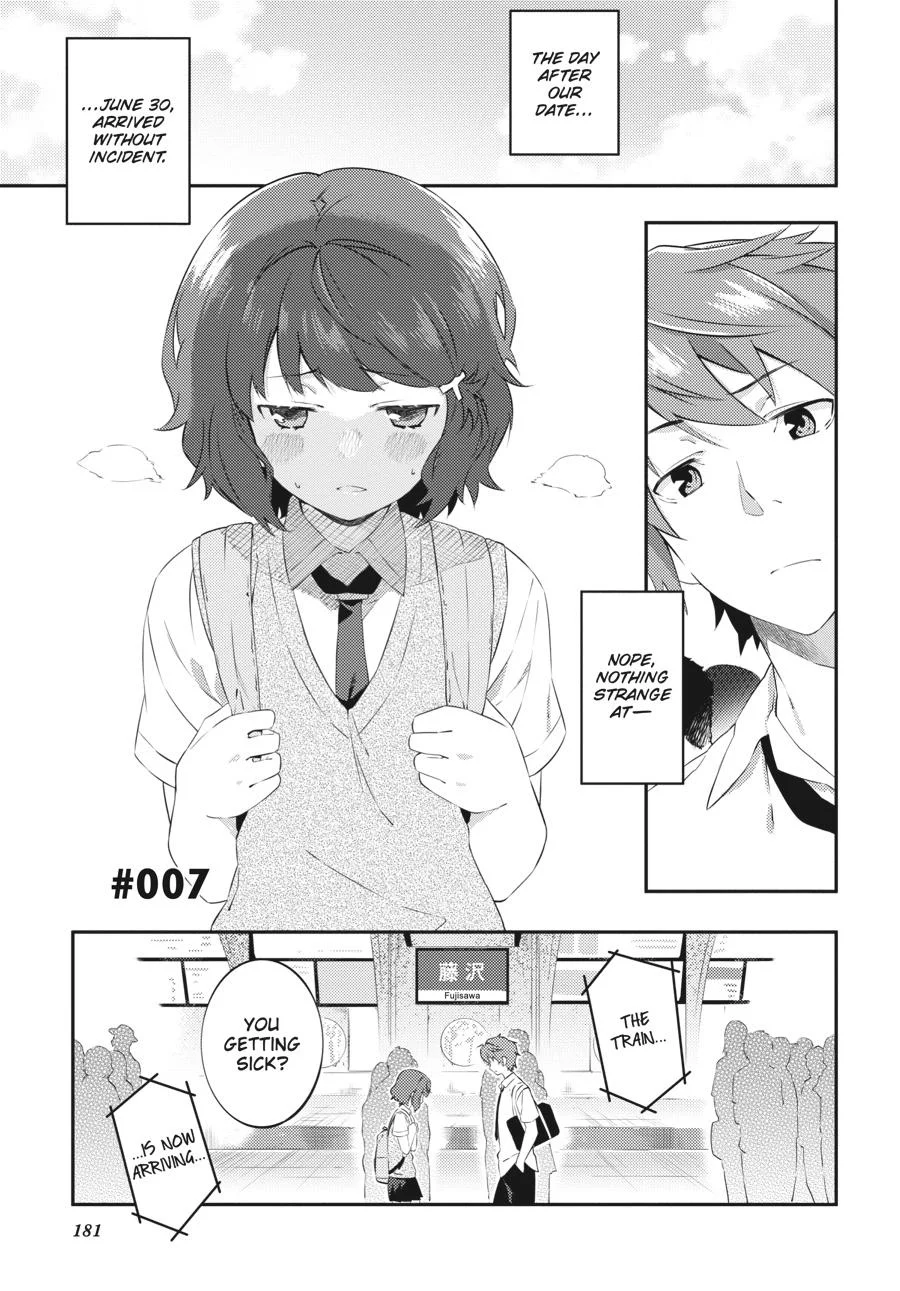 THE DAY
AFTER
OUR
DATE...
...JUNE 30,
ARRIVED
WITHOUT
INCIDENT.
NOPE,
NOTHING
STRANGE
AT—
#007
THE
TRAIN...
藤沢
Fujisawa
YOU
GETTING
SICK?
...IS NOW
ARRIVING...
181